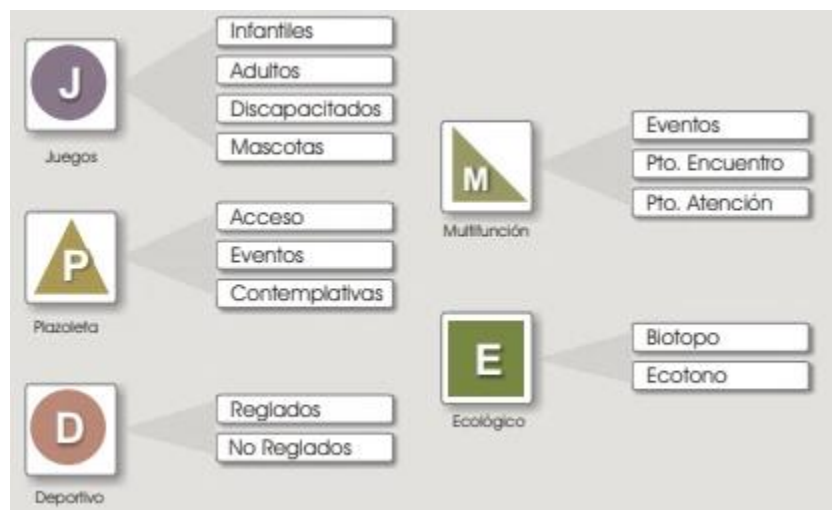 J
Juegos
Infantiles
Adultos
Discapacitados
Mascotas
P
Plazoleta
Acceso
Eventos
Contemplativas
D
Deportivo
Reglados
No Reglados
M
Multifunción
Eventos
Pto. Encuentro
Pto. Atención
E
Ecológico
Biotopo
Ecotono